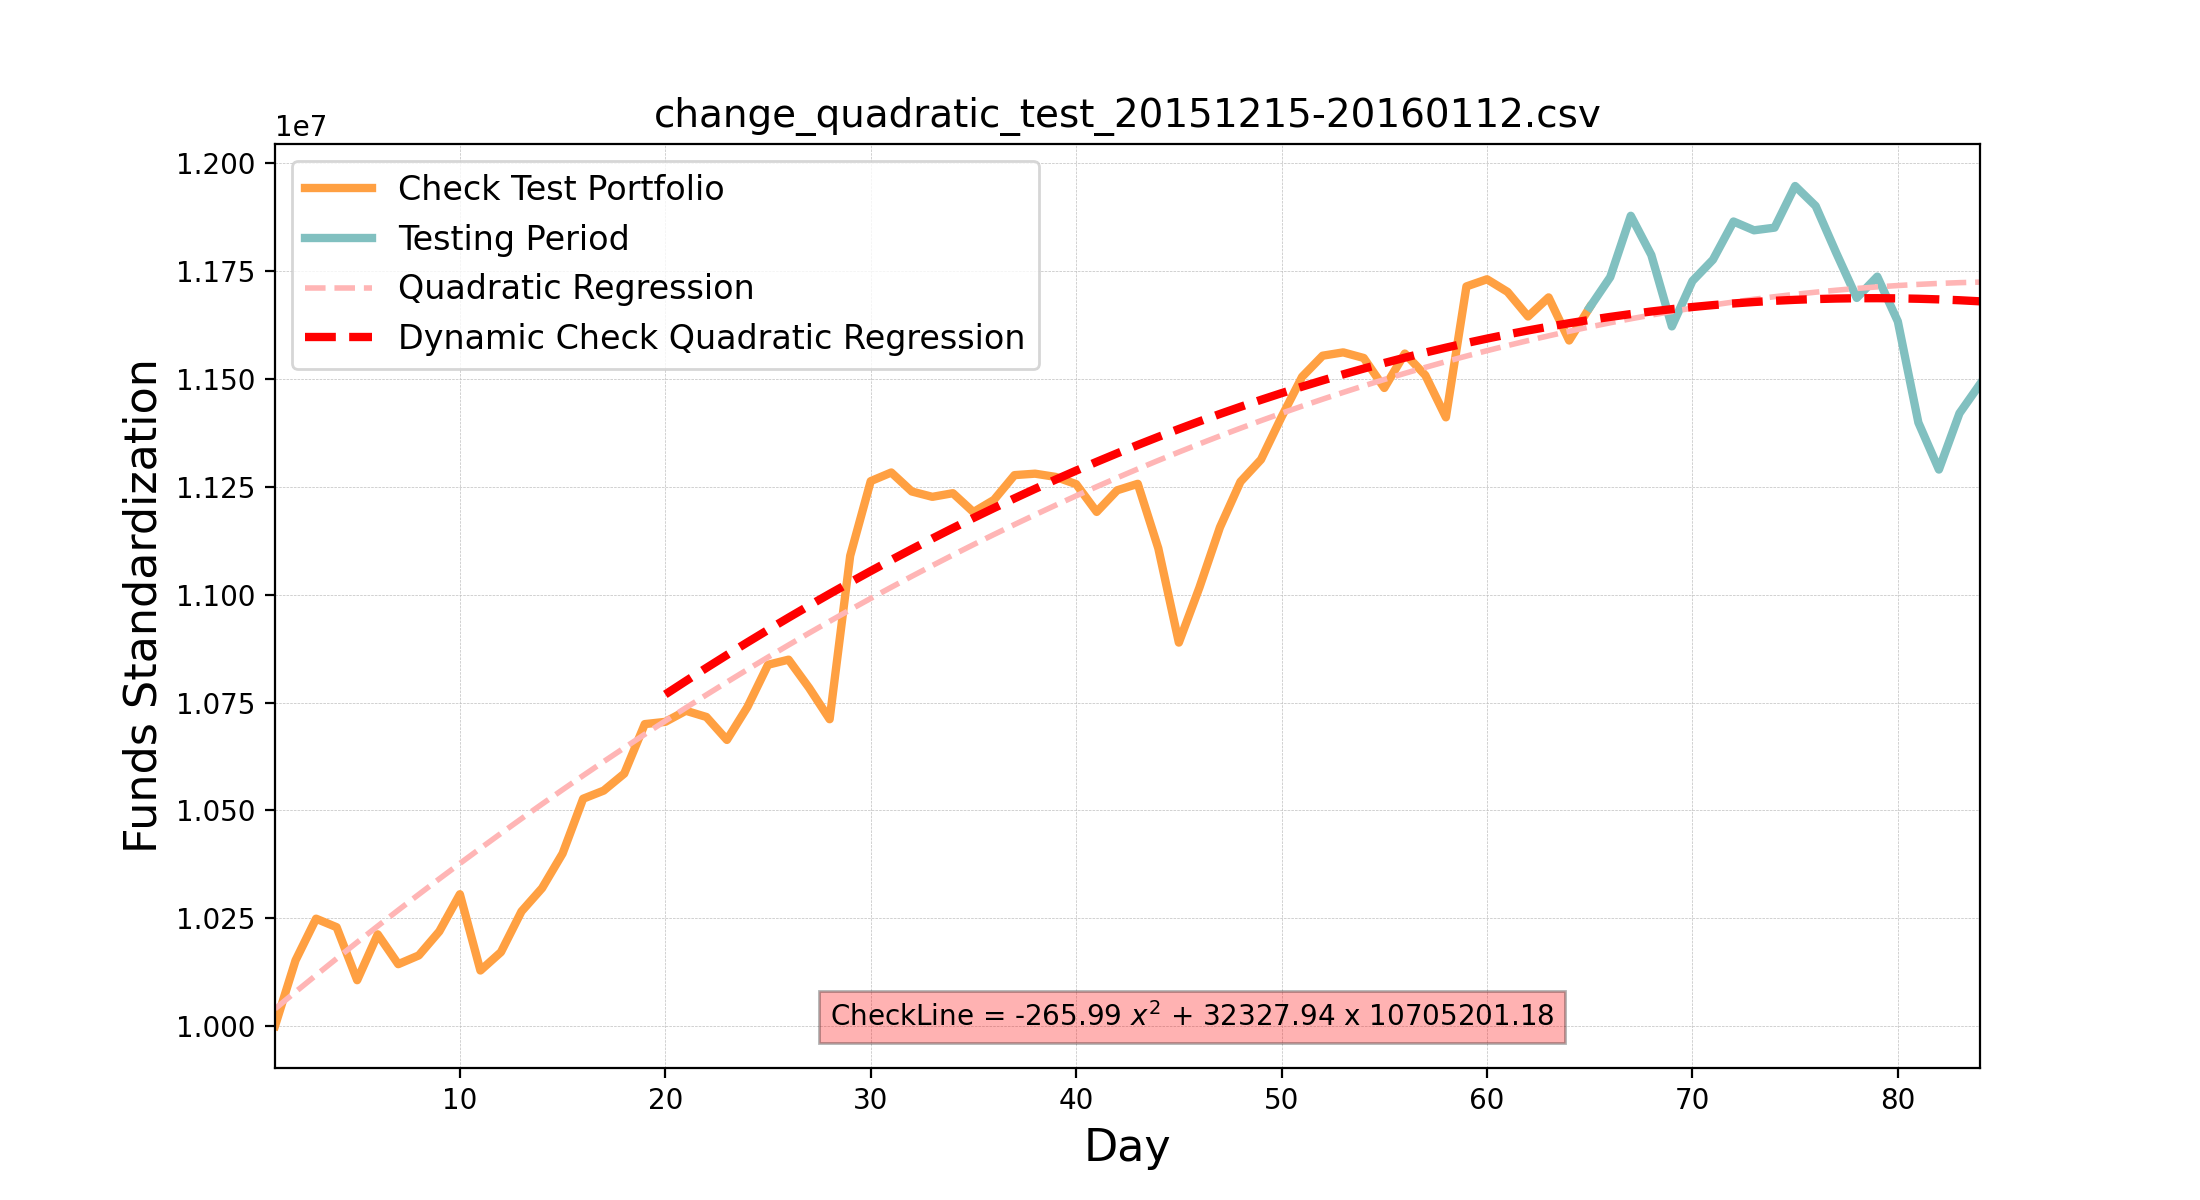 change_quadratic_test_20151215-20160112.csv
1e7
1.200
1.175
1.150
1.125
1.100
1.075
1.050
1.025
1.000
Funds Standardization
Check Test Portfolio
Testing Period
Quadratic Regression
Dynamic Check Quadratic Regression
CheckLine = -265.99 x² + 32327.94 x 10705201.18
10 20 30 40 50 60 70 80
Day